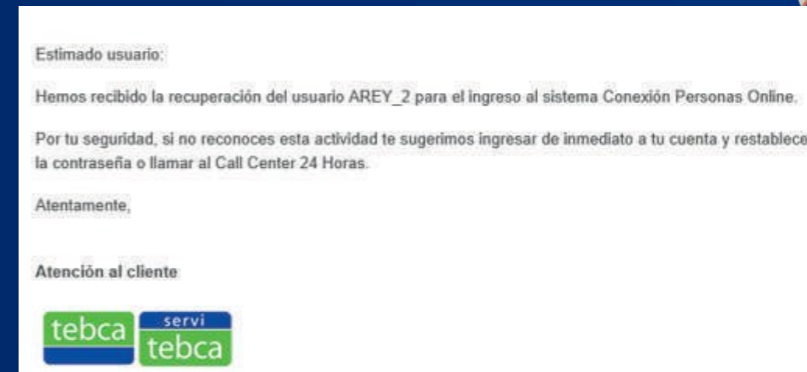 Estimado usuario:
Hemos recibido la recuperación del usuario AREY_2 para el ingreso al sistema Conexión Personas Online.
Por tu seguridad, si no reconoces esta actividad te sugerimos ingresar de inmediato a tu cuenta y restablece
la contraseña o llamar al Call Center 24 Horas.
Atentamente,
Atención al cliente
tebca
servi
tebca